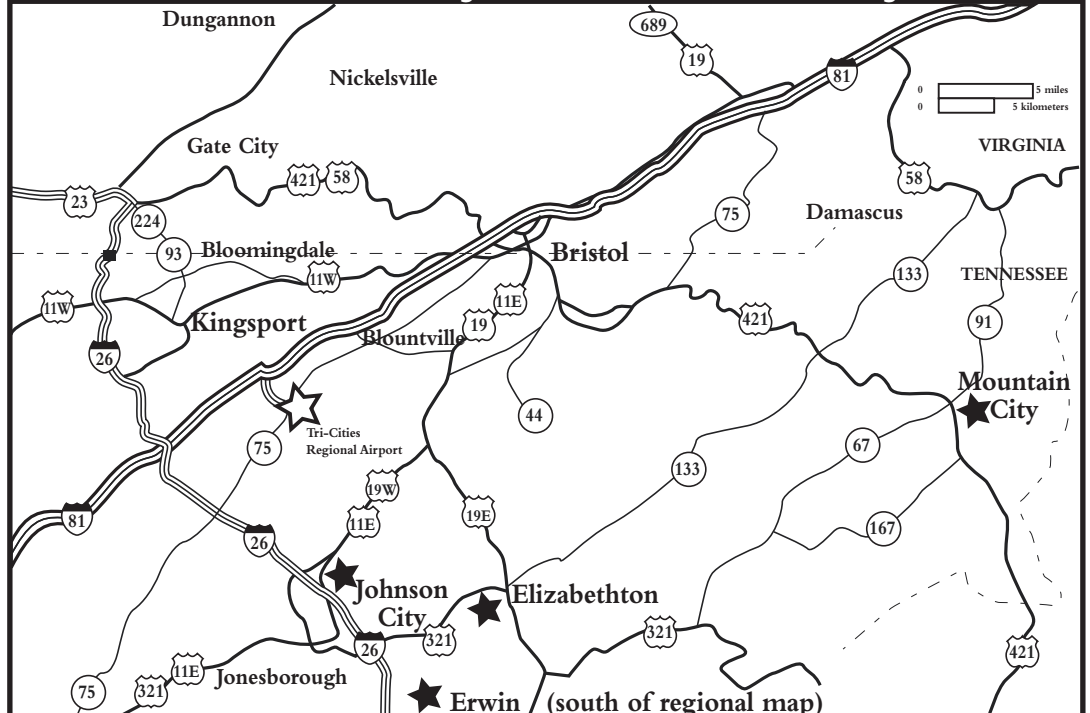 Dungannon
689
19
81
Nickelsville
0 5 miles
0 5 kilometers
VIRGINIA
Gate City
421
58
58
23
224
75
Damascus
93
Bloomingdale
Bristol
133
TENNESSEE
11W
11W
11E
Kingsport
19
421
91
Blountville
26
Mountain
City
44
Tri-Cities
Regional Airport
75
67
133
19W
81
11E
19E
167
26
Johnson
City
Elizabethton
321
321
26
421
11E
Jonesborough
75
321
Erwin (south of regional map)